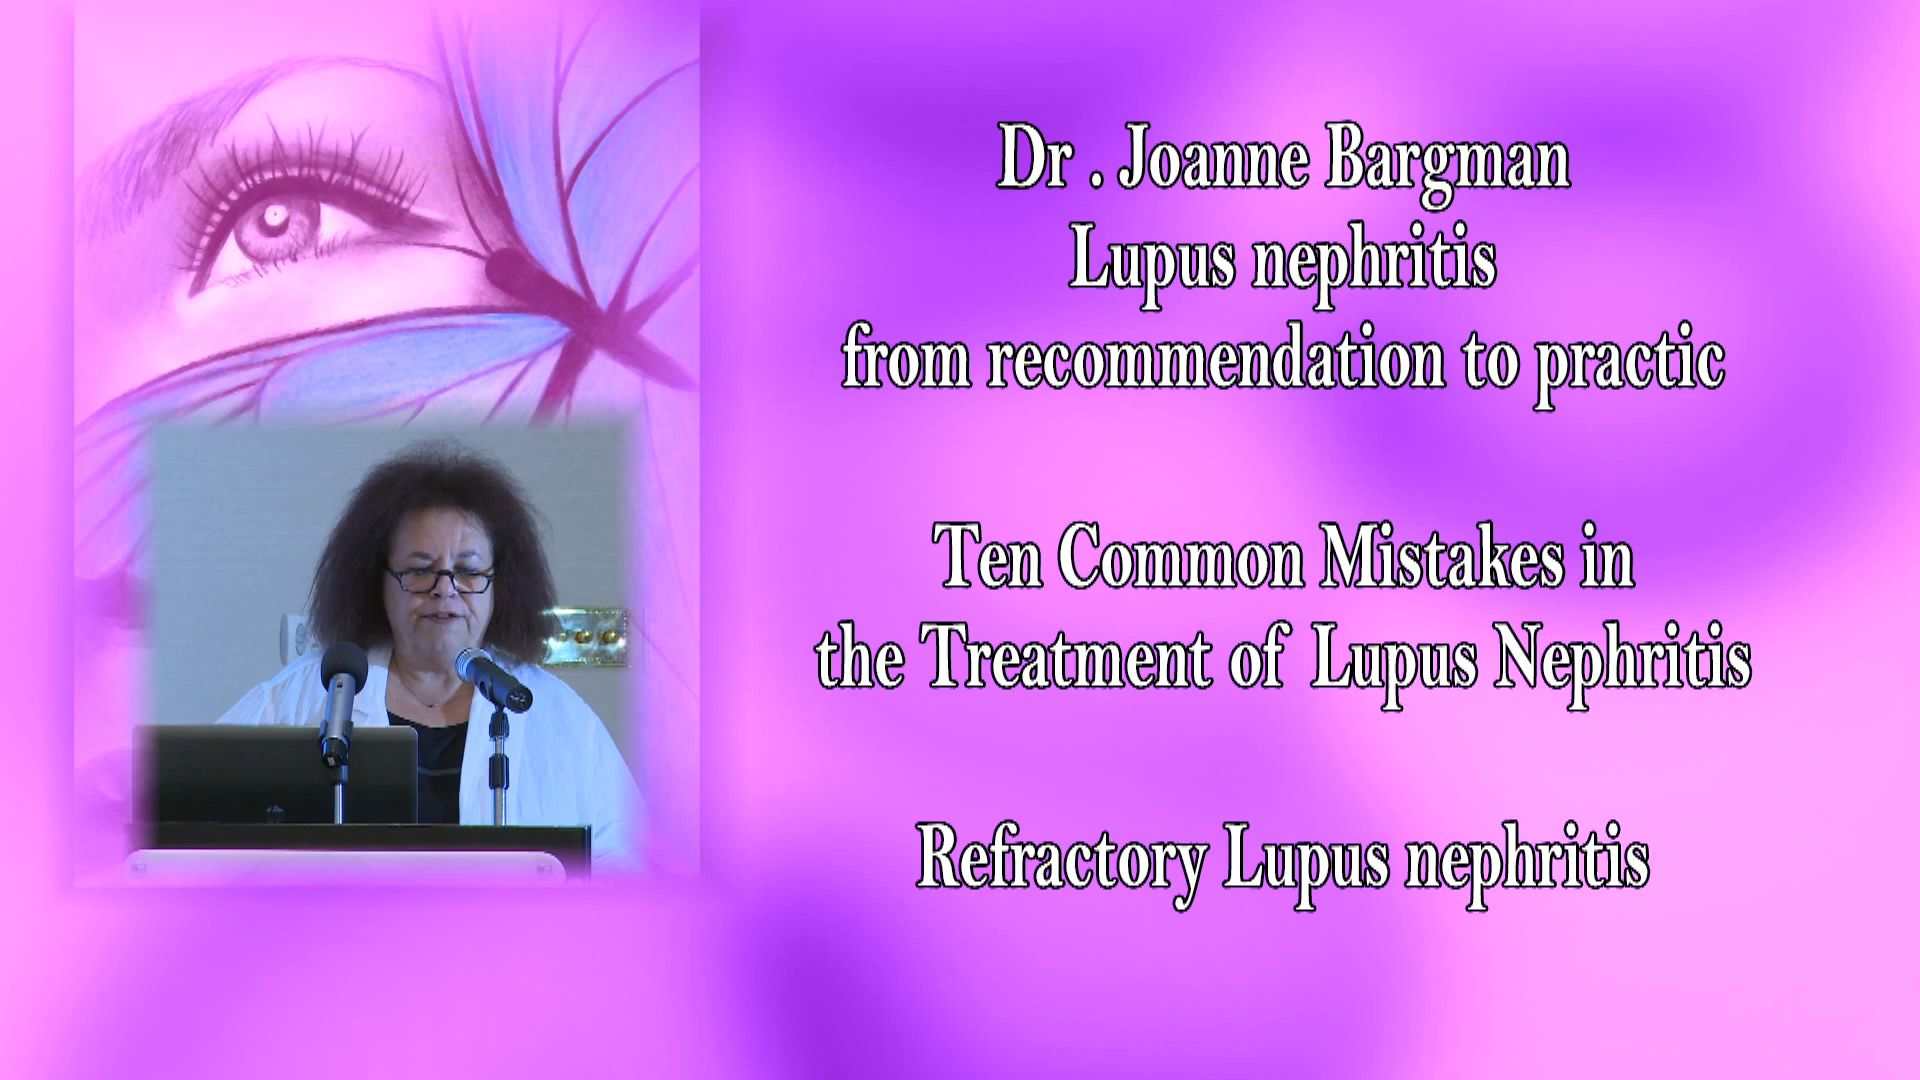 Dr . Joanne Bargman
Lupus nephritis
from recommendation to practic
Ten Common Mistakes in
the Treatment of Lupus Nephritis
Refractory Lupus nephritis